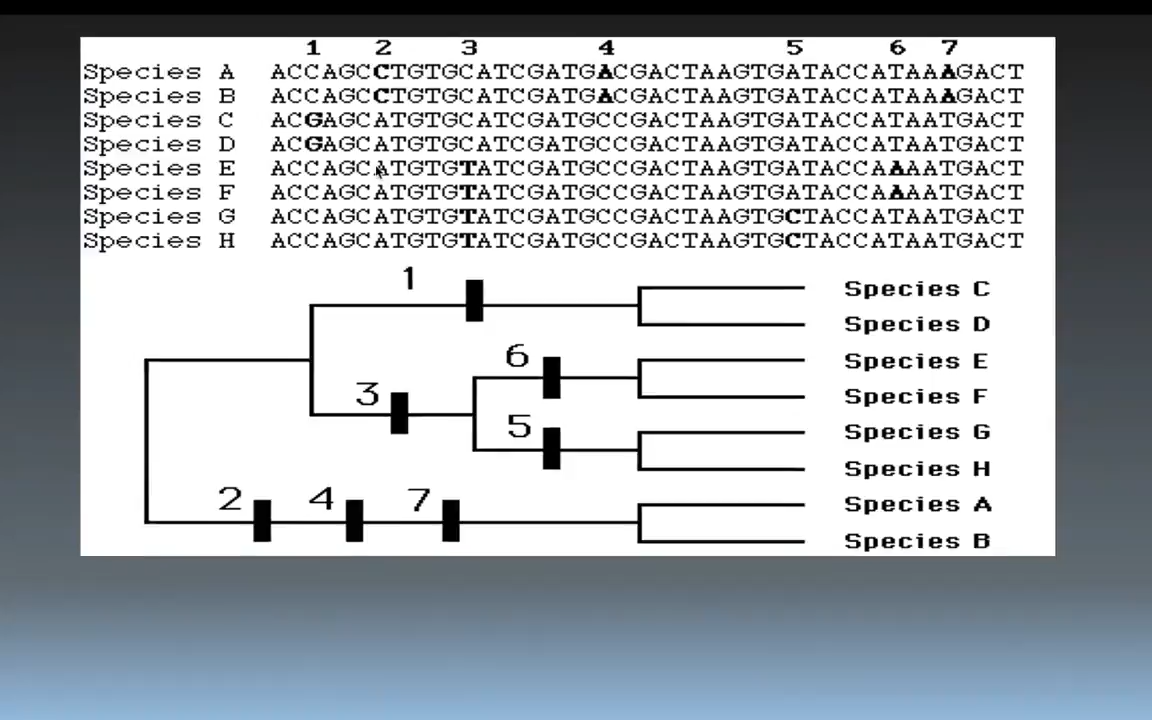 1 2 3 4 5 6 7
Species A ACCAGCCTGTGCATCGATGACGACTAAGTGATACCATAAAGACT
Species B ACCAGCCTGTGCATCGATGACGACTAAGTGATACCATAAAGACT
Species C ACGAGCATGTGCATCGATGCCGACTAAGTGATACCATAATGACT
Species D ACGAGCATGTGCATCGATGCCGACTAAGTGATACCATAATGACT
Species E ACCAGCATGTGTATCGATGCCGACTAAGTGATACCAAAATGACT
Species F ACCAGCATGTGTATCGATGCCGACTAAGTGATACCAAAATGACT
Species G ACCAGCATGTGTATCGATGCCGACTAAGTGCTACCATAATGACT
Species H ACCAGCATGTGTATCGATGCCGACTAAGTGCTACCATAATGACT
1
Species C
Species D
6
Species E
3
Species F
5
Species G
Species H
2 4 7
Species A
Species B